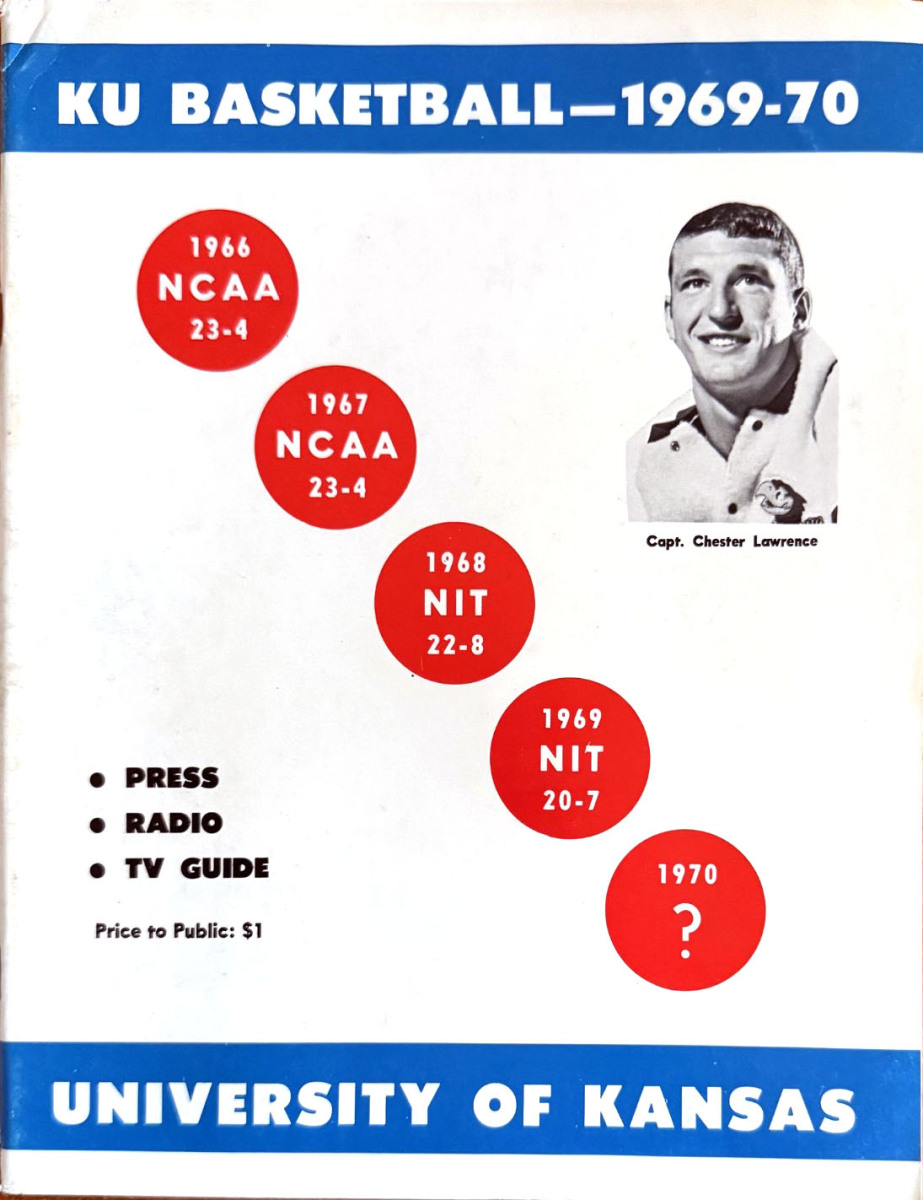 KU BASKETBALL—1969-70
1966
NCAA
23-4
1967
NCAA
23-4
Capt. Chester Lawrence
1968
NIT
22-8
1969
NIT
20-7
• PRESS
• RADIO
• TV GUIDE
Price to Public: $1
1970
?
UNIVERSITY OF KANSAS